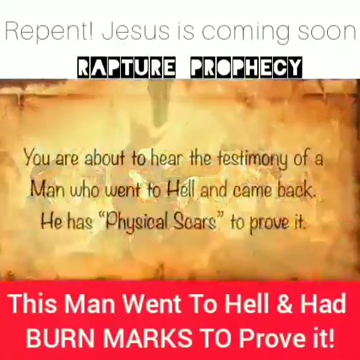 Repent! Jesus is coming soon
RAPTURE PROPHECY
You are about to hear the testimony of a
Man who went to Hell and came back.
He has "Physical Scars" to prove it.
This Man Went To Hell & Had
BURN MARKS TO Prove it!